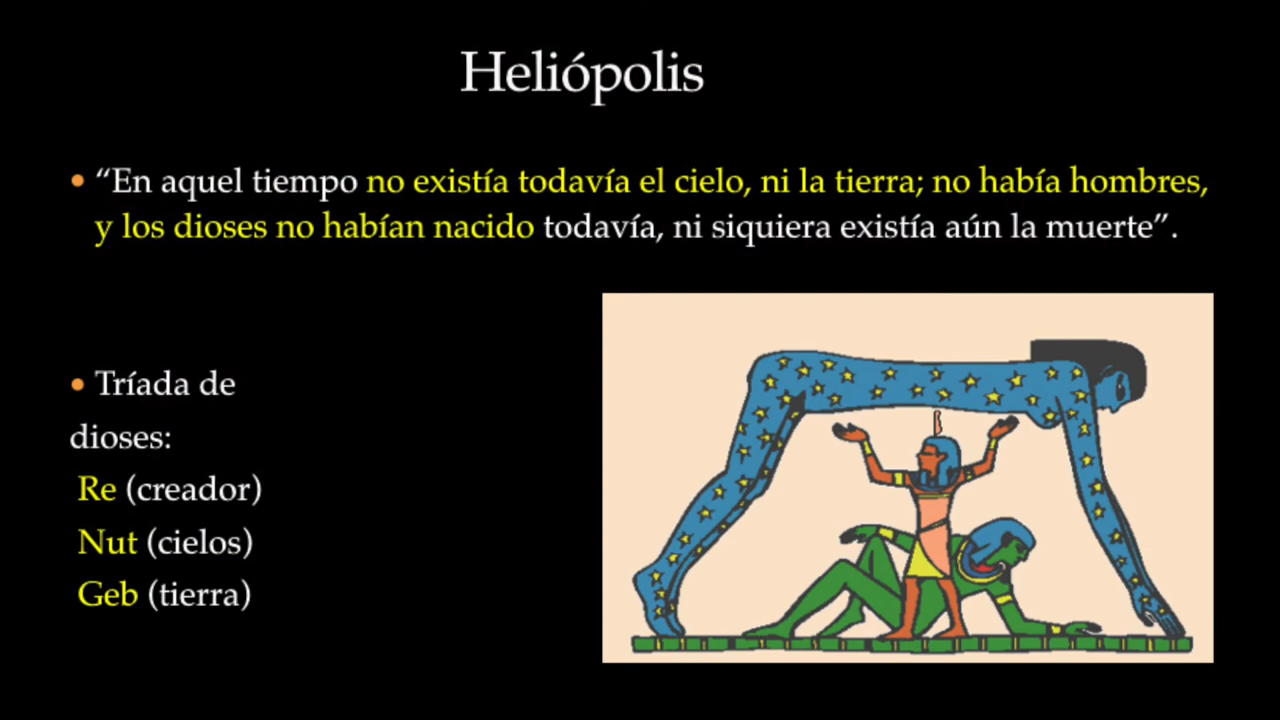 Heliópolis
• “En aquel tiempo no existía todavía el cielo, ni la tierra; no había hombres,
y los dioses no habían nacido todavía, ni siquiera existía aún la muerte”.
• Tríada de
dioses:
Re (creador)
Nut (cielos)
Geb (tierra)